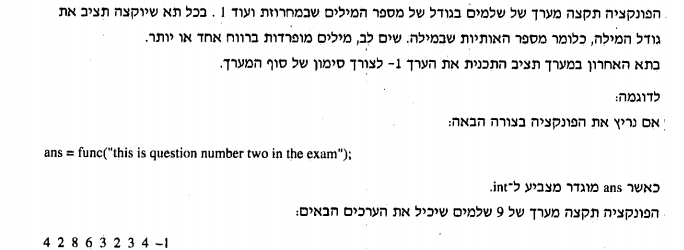 הפונקציה תקצה מערך של שלמים בגודל של מספר המילים שבמחרוזת ועוד 1 . בכל תא שיוקצה תציב את
גודל המילה, כלומר מספר האותיות שבמילה. שים לב, מילים מופרדות ברווח אחד או יותר.
בתא האחרון במערך תציב התכנית את הערך 1- לצורך סימון של סוף המערך.
לדוגמה:
אם נריץ את הפונקציה בצורה הבאה:
ans = func("this is question number two in the exam");
כאשר ans מוגדר מצביע ל־int.
הפונקציה תקצה מערך של 9 שלמים שיכיל את הערכים הבאים:
4 2 8 6 3 2 3 4 -1